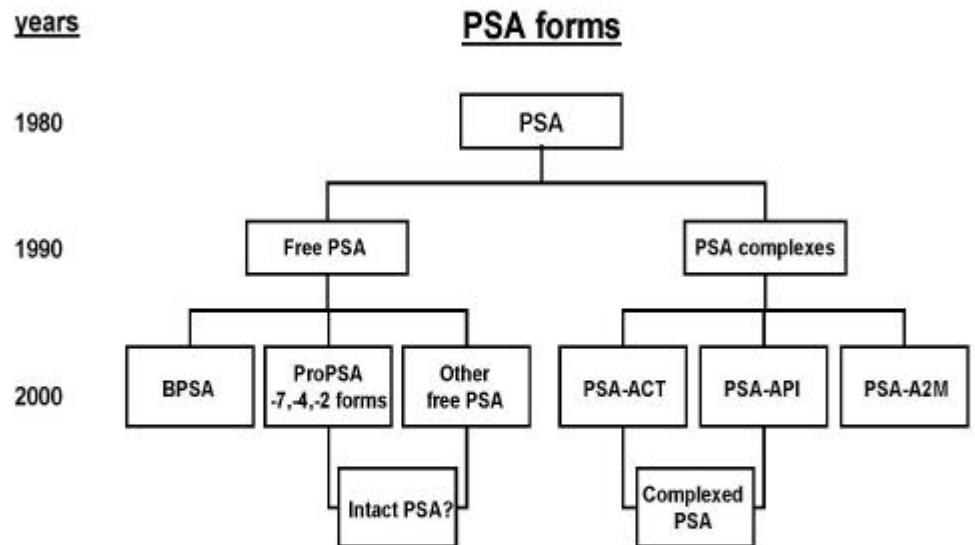 years
PSA forms
1980
PSA
1990
Free PSA
PSA complexes
2000
BPSA
ProPSA
-7,-4,-2 forms
Other
free PSA
PSA-ACT
PSA-API
PSA-A2M
Intact PSA?
Complexed
PSA